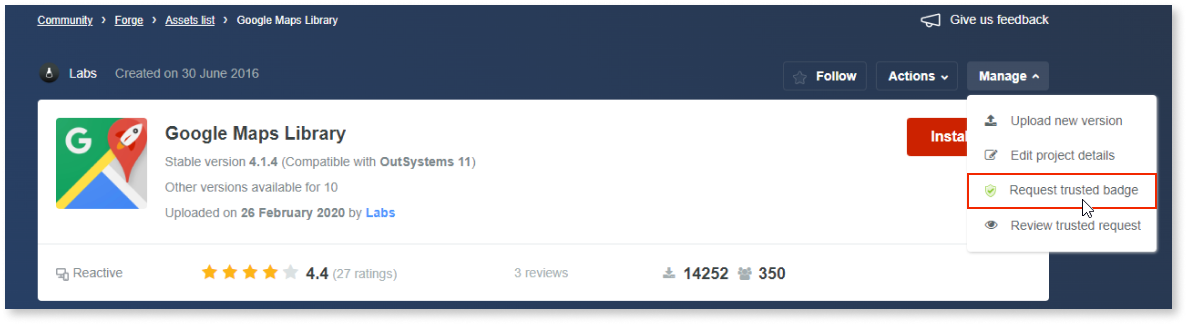 Community > Forge > Assets list > Google Maps Library
Give us feedback
Labs Created on 30 June 2016
Follow
Actions
Manage
Google Maps Library
Stable version 4.1.4 (Compatible with OutSystems 11)
Other versions available for 10
Uploaded on 26 February 2020 by Labs
Upload new version
Edit project details
Request trusted badge
Review trusted request
Reactive
4.4 (27 ratings)
3 reviews
14252
350